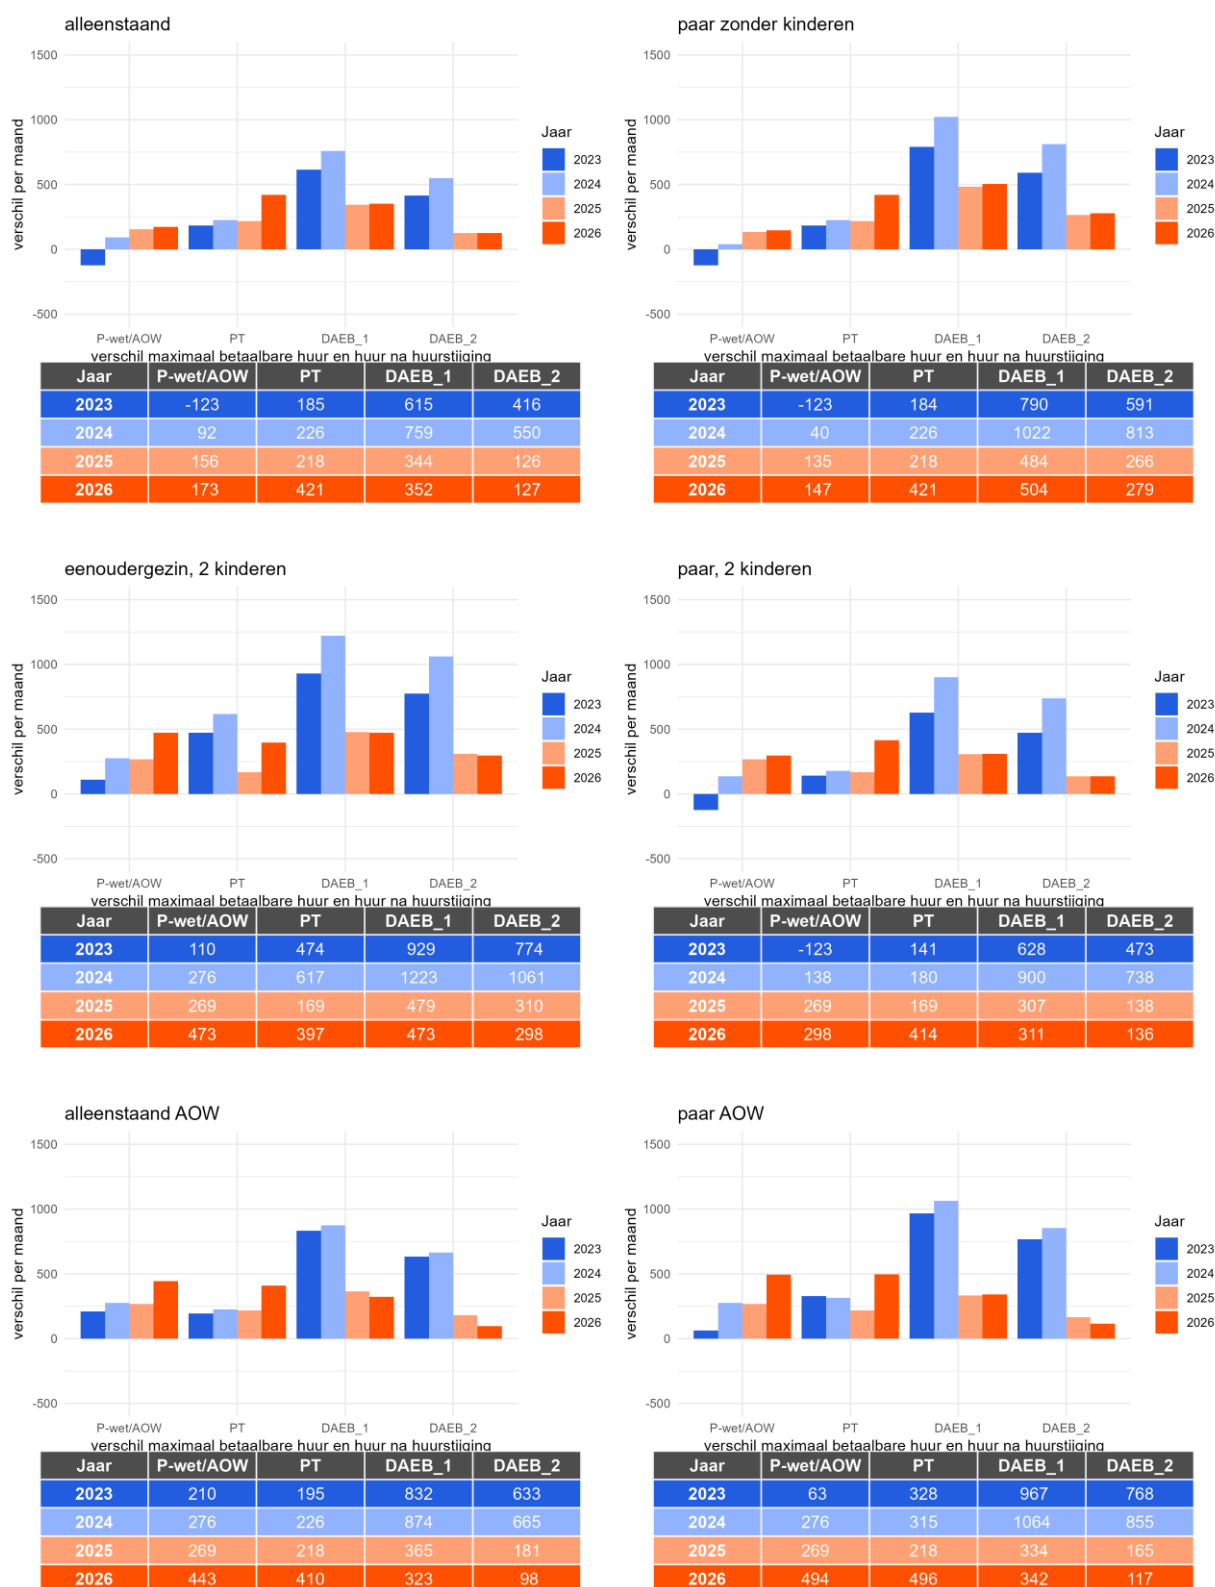 alleenstaand
1500
1000
500
0
-500
verschil per maand
Jaar
2023
2024
2025
2026
P-wet/AOW PT DAEB_1 DAEB_2
verschil maximaal betaalbare huur en huur na huurstijging
Jaar P-wet/AOW PT DAEB_1 DAEB_2
2023 -123 185 615 416
2024 92 226 759 550
2025 156 218 344 126
2026 173 421 352 127
paar zonder kinderen
1500
1000
500
0
-500
verschil per maand
Jaar
2023
2024
2025
2026
P-wet/AOW PT DAEB_1 DAEB_2
verschil maximaal betaalbare huur en huur na huurstijging
Jaar P-wet/AOW PT DAEB_1 DAEB_2
2023 -123 184 790 591
2024 40 226 1022 813
2025 135 218 484 266
2026 147 421 504 279
eenoudergezin, 2 kinderen
1500
1000
500
0
-500
verschil per maand
Jaar
2023
2024
2025
2026
P-wet/AOW PT DAEB_1 DAEB_2
verschil maximaal betaalbare huur en huur na huurstijging
Jaar P-wet/AOW PT DAEB_1 DAEB_2
2023 110 474 929 774
2024 276 617 1223 1061
2025 269 169 479 310
2026 473 397 473 298
paar, 2 kinderen
1500
1000
500
0
-500
verschil per maand
Jaar
2023
2024
2025
2026
P-wet/AOW PT DAEB_1 DAEB_2
verschil maximaal betaalbare huur en huur na huurstijging
Jaar P-wet/AOW PT DAEB_1 DAEB_2
2023 -123 141 628 473
2024 138 180 900 738
2025 269 169 307 138
2026 298 414 311 136
alleenstaand AOW
1500
1000
500
0
-500
verschil per maand
Jaar
2023
2024
2025
2026
P-wet/AOW PT DAEB_1 DAEB_2
verschil maximaal betaalbare huur en huur na huurstijging
Jaar P-wet/AOW PT DAEB_1 DAEB_2
2023 210 195 832 633
2024 276 226 874 665
2025 269 218 365 181
2026 443 410 323 98
paar AOW
1500
1000
500
0
-500
verschil per maand
Jaar
2023
2024
2025
2026
P-wet/AOW PT DAEB_1 DAEB_2
verschil maximaal betaalbare huur en huur na huurstijging
Jaar P-wet/AOW PT DAEB_1 DAEB_2
2023 63 328 967 768
2024 276 315 1064 855
2025 269 218 334 165
2026 494 496 342 117